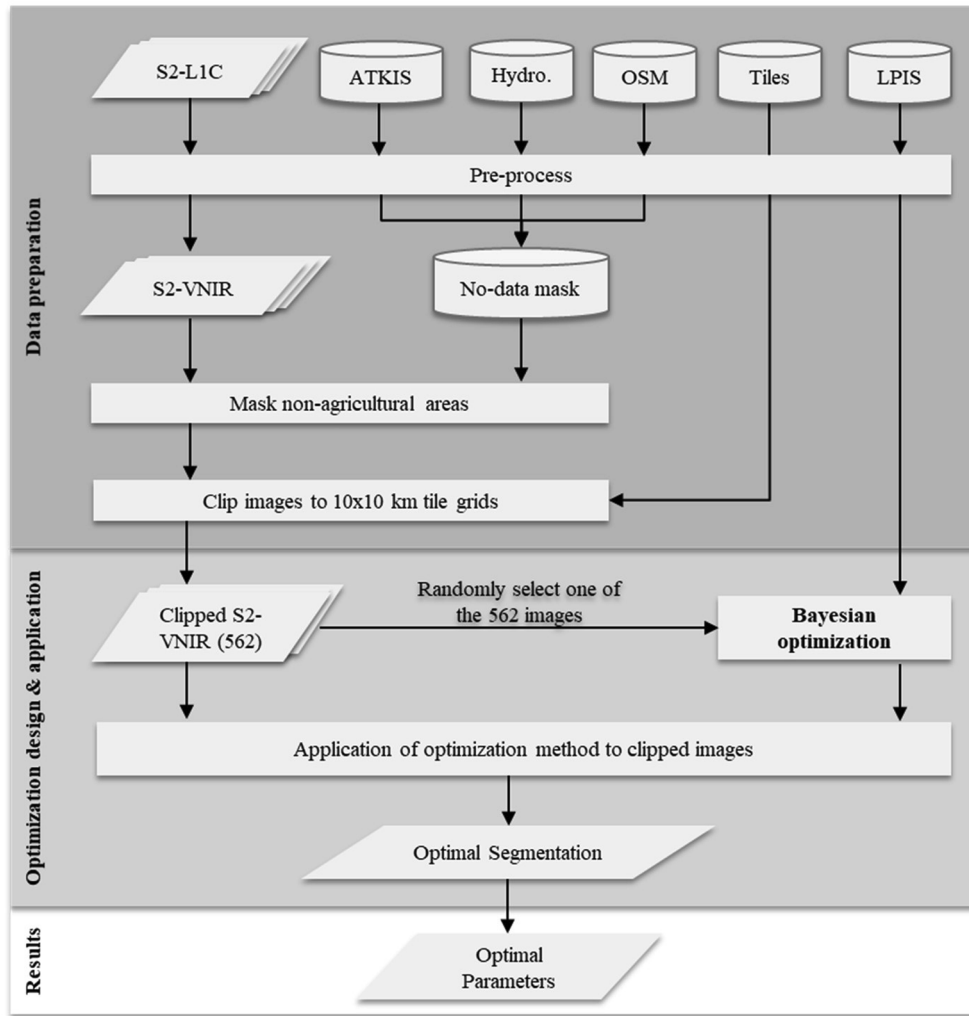 S2-L1C
ATKIS
Hydro.
OSM
Tiles
LPIS
Pre-process
Data preparation
S2-VNIR
No-data mask
Mask non-agricultural areas
Clip images to 10x10 km tile grids
Optimization design & application
Clipped S2-
VNIR (562)
Randomly select one of
the 562 images
Bayesian
optimization
Application of optimization method to clipped images
Optimal Segmentation
Results
Optimal
Parameters